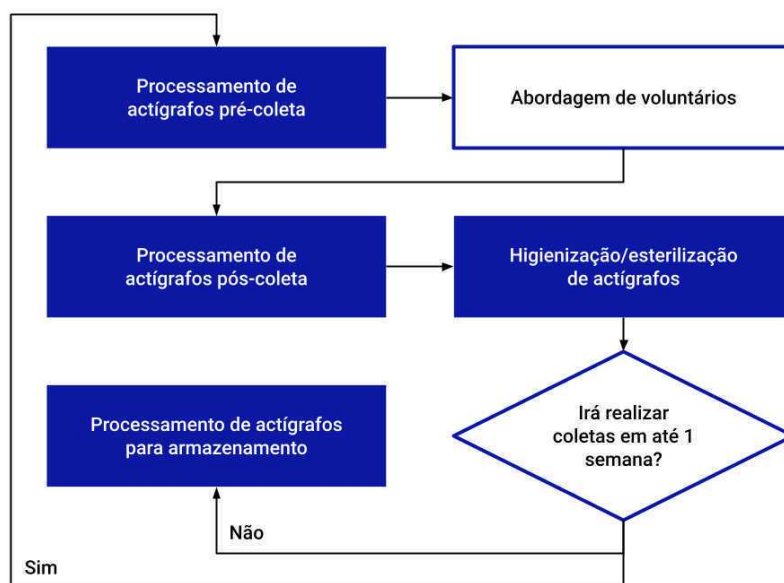 Processamento de
actígrafos pré-coleta
Abordagem de voluntários
Processamento de
actígrafos pós-coleta
Higienização/esterilização
de actígrafos
Processamento de actígrafos
para armazenamento
Irá realizar
coletas em até 1
semana?
Não
Sim